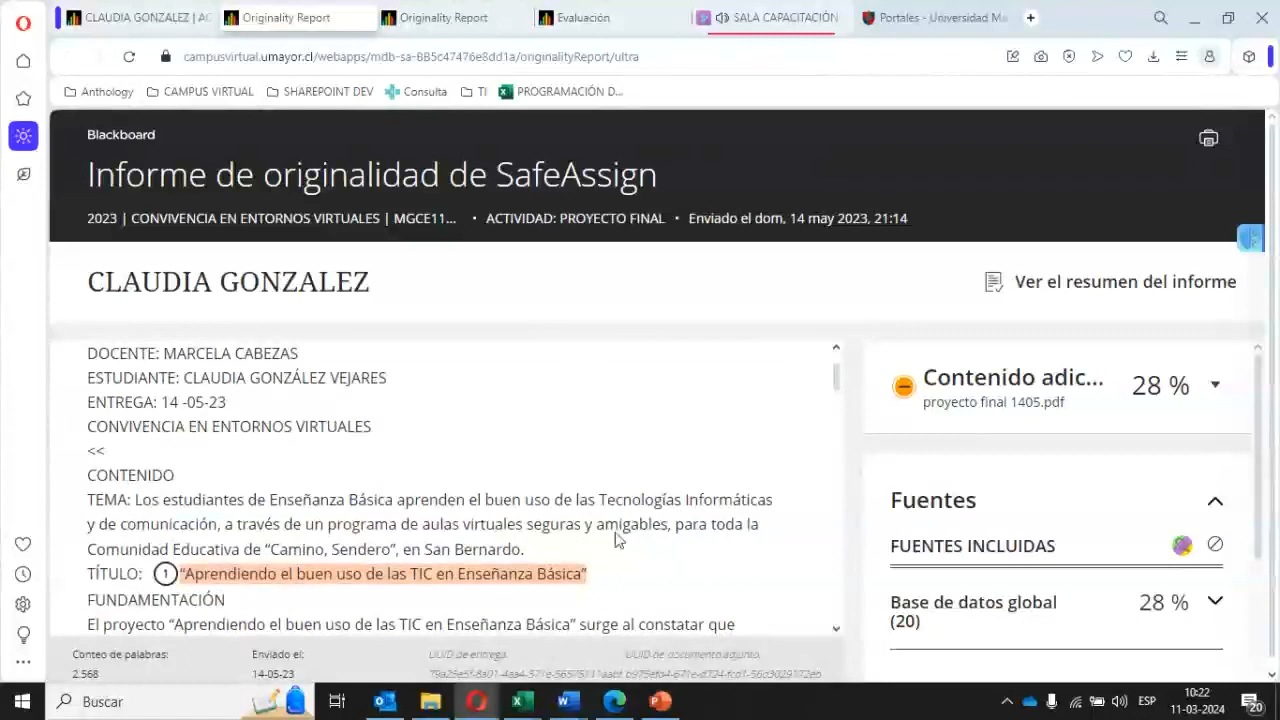 CLAUDIA GONZALEZ | AC
Originality Report
Originality Report
Evaluación
SALA CAPACITACIÓN
Portales - Universidad Ma
campusvirtual.umayor.cl/webapps/mdb-sa-BB5c47476e8dd1a/originalityReport/ultra
Anthology
CAMPUS VIRTUAL
SHAREPOINT DEV
Consulta
TI
PROGRAMACIÓN D...
Blackboard
Informe de originalidad de SafeAssign
2023 | CONVIVENCIA EN ENTORNOS VIRTUALES | MGCE11... • ACTIVIDAD: PROYECTO FINAL • Enviado el dom, 14 may 2023, 21:14
CLAUDIA GONZALEZ
Ver el resumen del informe
DOCENTE: MARCELA CABEZAS
ESTUDIANTE: CLAUDIA GONZÁLEZ VEJARES
ENTREGA: 14 -05-23
CONVIVENCIA EN ENTORNOS VIRTUALES
<<
CONTENIDO
TEMA: Los estudiantes de Enseñanza Básica aprenden el buen uso de las Tecnologías Informáticas
y de comunicación, a través de un programa de aulas virtuales seguras y amigables, para toda la
Comunidad Educativa de “Camino, Sendero”, en San Bernardo.
TÍTULO: 1 “Aprendiendo el buen uso de las TIC en Enseñanza Básica”
FUNDAMENTACIÓN
El proyecto “Aprendiendo el buen uso de las TIC en Enseñanza Básica” surge al constatar que
Contenido adic...
28 %
proyecto final 1405.pdf
Fuentes
FUENTES INCLUIDAS
Base de datos global
(20)
28 %
Conteo de palabras:
2.568
Enviado el:
14-05-23
UUID de entrega:
UUID de documento adjunto:
Buscar
ESP
10:22
11-03-2024
20